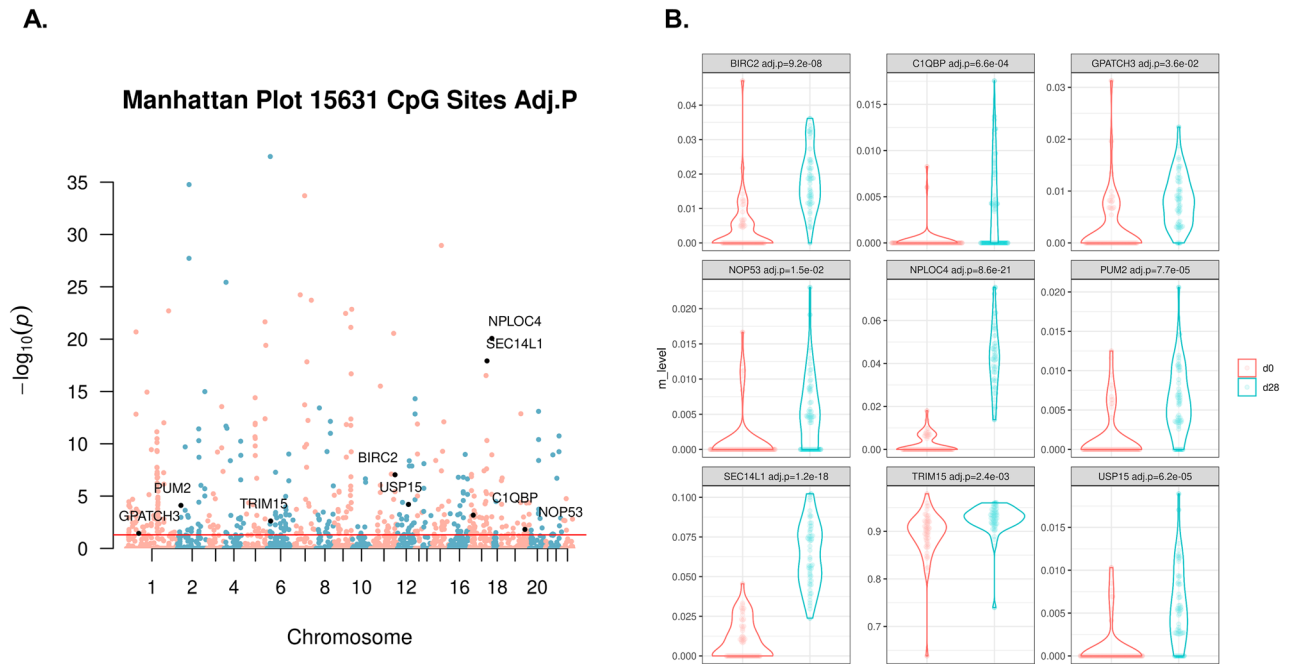 A.
Manhattan Plot 15631 CpG Sites Adj.P
−log10(p)
35
30
25
20
15
10
5
0
NPLOC4
SEC14L1
BIRC2
USP15
PUM2
TRIM15
C1QBP
GPATCH3
NOP53
1 2 4 6 8 10 12 16 18 20
Chromosome
B.
BIRC2 adj.p=9.2e-08
0.04
0.03
0.02
0.01
0.00
C1QBP adj.p=6.6e-04
0.015
0.010
0.005
0.000
GPATCH3 adj.p=3.6e-02
0.03
0.02
0.01
0.00
m_level
NOP53 adj.p=1.5e-02
0.020
0.015
0.010
0.005
0.000
NPLOC4 adj.p=8.6e-21
0.06
0.04
0.02
0.00
PUM2 adj.p=7.7e-05
0.020
0.015
0.010
0.005
0.000
SEC14L1 adj.p=1.2e-18
0.100
0.075
0.050
0.025
0.000
TRIM15 adj.p=2.4e-03
0.9
0.8
0.7
USP15 adj.p=6.2e-05
0.015
0.010
0.005
0.000
d0
d28